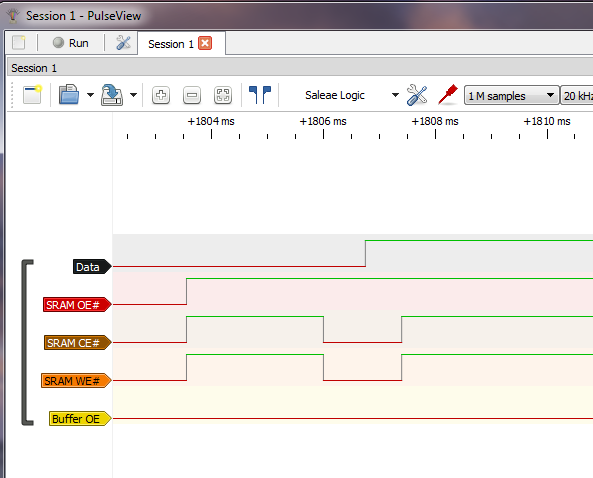 Session 1 - PulseView
Run
Session 1
Session 1
Saleae Logic
1 M samples
20 kHz
+1804 ms
+1806 ms
+1808 ms
+1810 ms
Data
SRAM OE#
SRAM CE#
SRAM WE#
Buffer OE